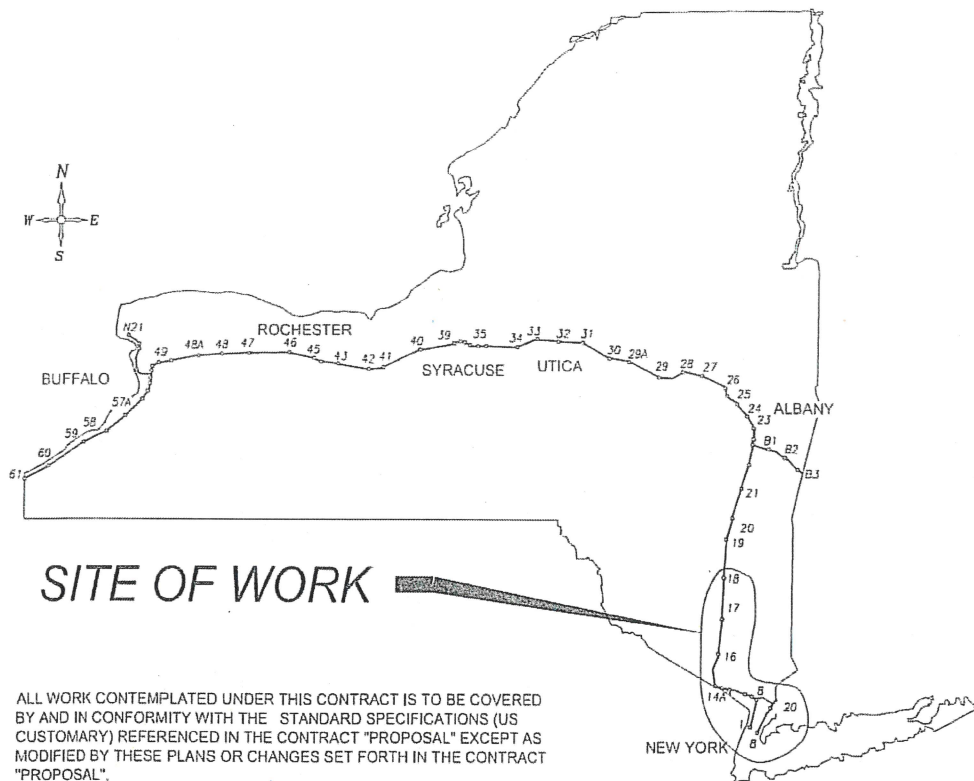 N
W E
S
N21
49
48A
48
47
ROCHESTER
46
45
43
42
41
40
39
35
34
33
32
31
30
29A
29
28
27
26
25
24
23
BUFFALO
SYRACUSE
UTICA
ALBANY
57A
58
59
60
61
B1
B2
B3
21
20
19
18
17
16
14A
SITE OF WORK
1
8
20
NEW YORK
ALL WORK CONTEMPLATED UNDER THIS CONTRACT IS TO BE COVERED
BY AND IN CONFORMITY WITH THE STANDARD SPECIFICATIONS (US
CUSTOMARY) REFERENCED IN THE CONTRACT "PROPOSAL" EXCEPT AS
MODIFIED BY THESE PLANS OR CHANGES SET FORTH IN THE CONTRACT
"PROPOSAL".